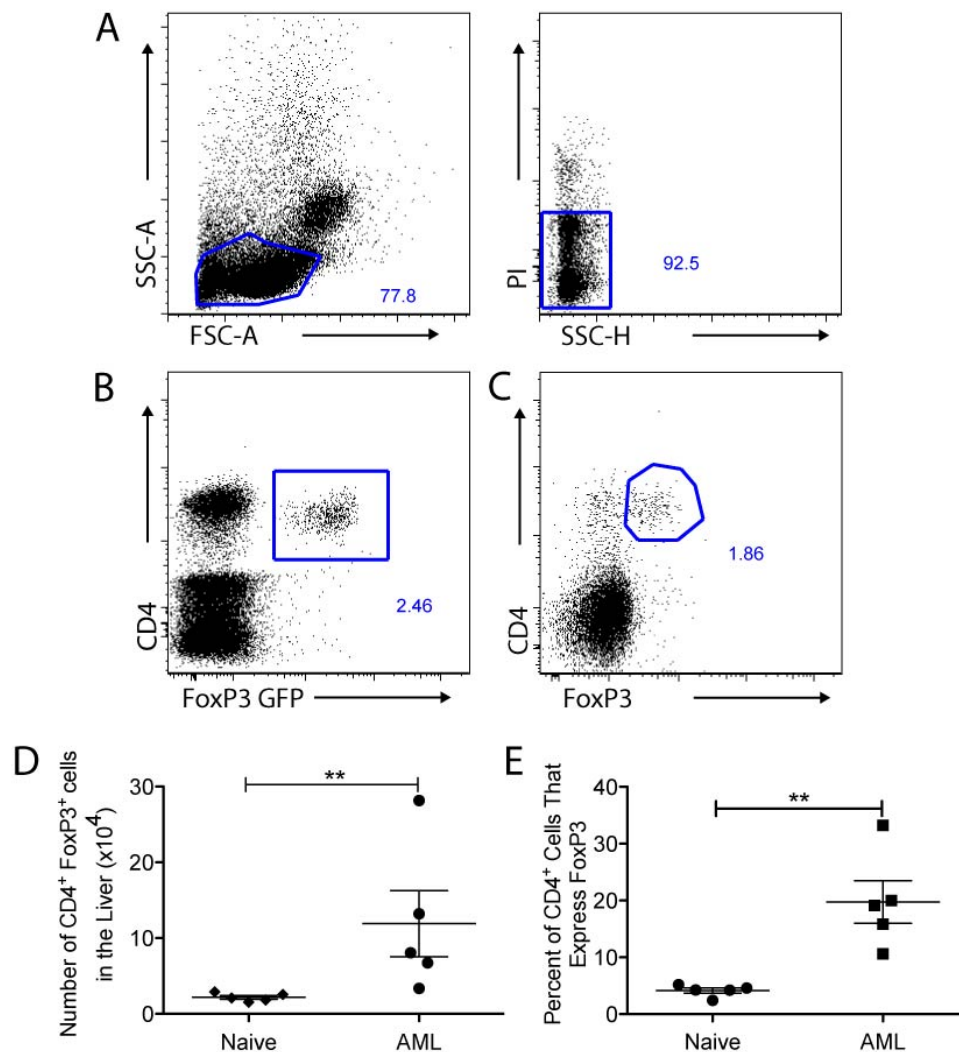 A
SSC-A
77.8
FSC-A
PI
92.5
SSC-H
B
CD4
2.46
FoxP3 GFP
C
CD4
1.86
FoxP3
D
Number of CD4+ FoxP3+ cells
in the Liver (x10⁴)
**
30
20
10
0
Naive
AML
E
Percent of CD4+ Cells That
Express FoxP3
**
40
30
20
10
0
Naive
AML